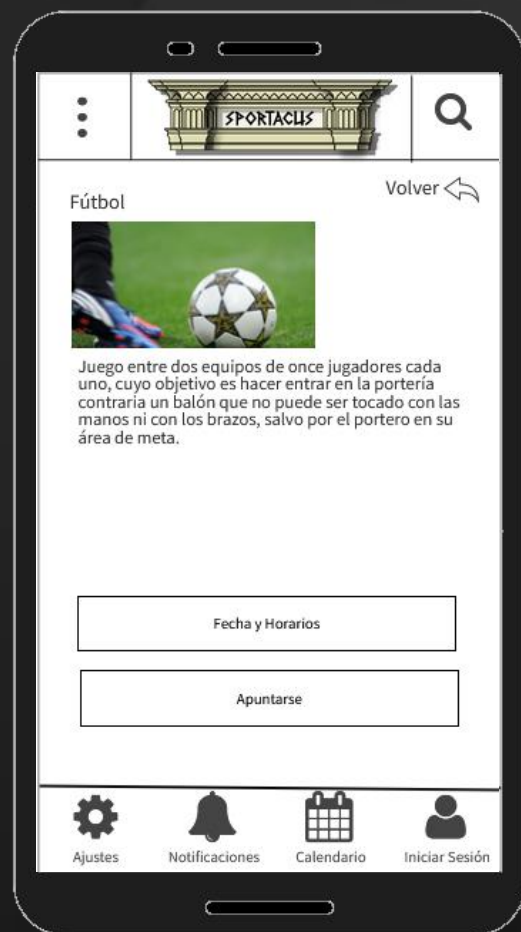 SPORTACUS
Volver
Fútbol
Juego entre dos equipos de once jugadores cada
uno, cuyo objetivo es hacer entrar en la portería
contraria un balón que no puede ser tocado con las
manos ni con los brazos, salvo por el portero en su
área de meta.
Fecha y Horarios
Apuntarse
Ajustes
Notificaciones
Calendario
Iniciar Sesión